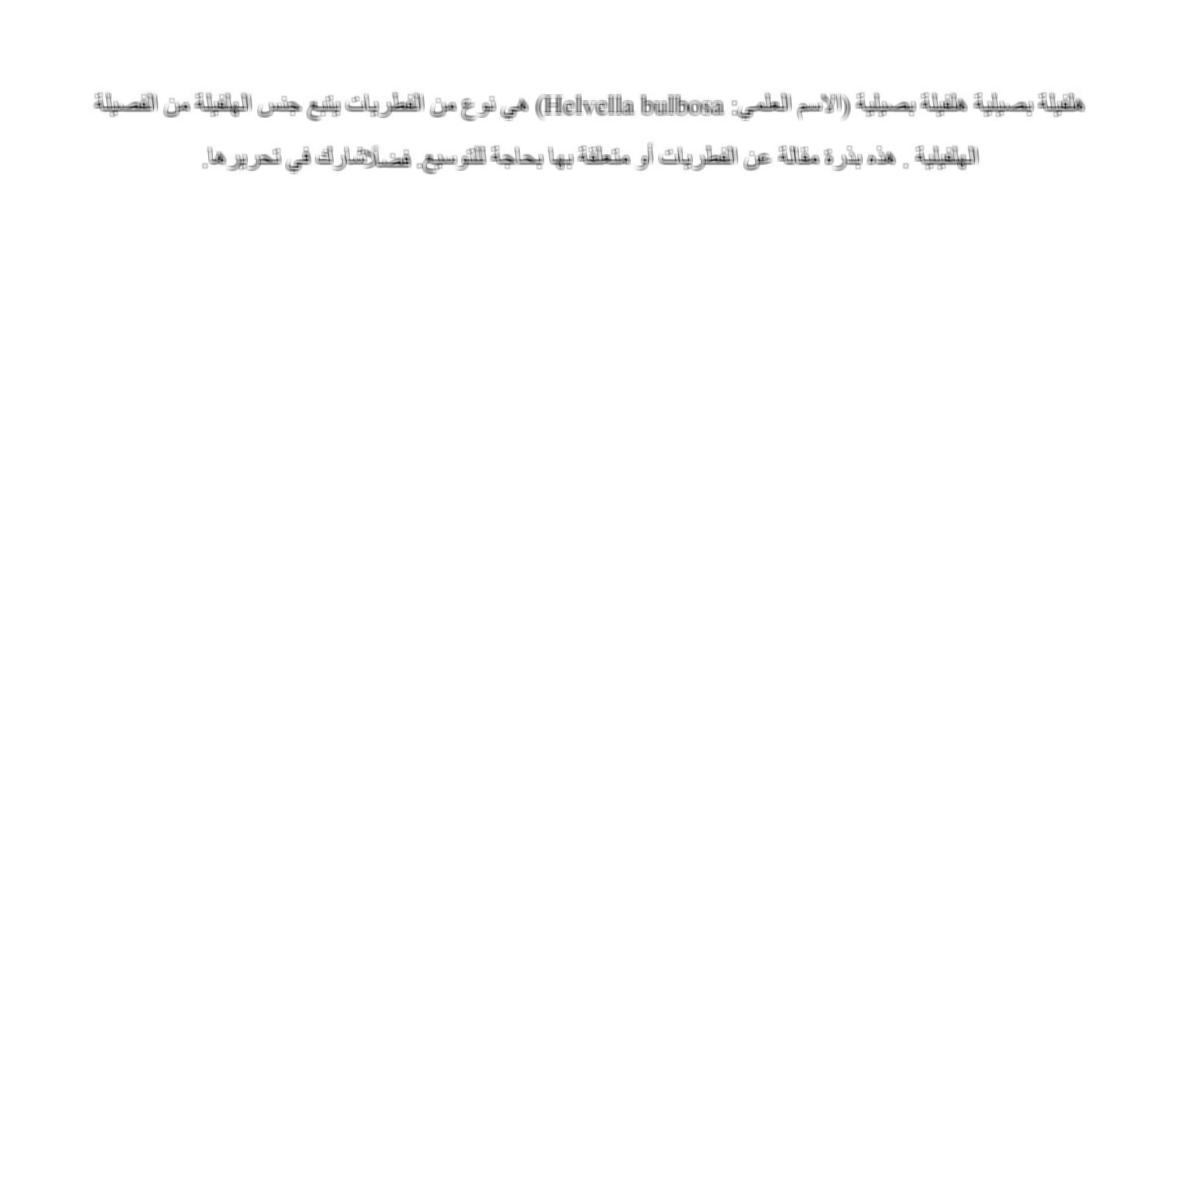 هلفيلة بصيلية هلفيلة بصيلية (الاسم العلمي: Helvella bulbosa) هي نوع من الفطريات يتبع جنس الهلفيلة من الفصيلة
الهلفيلية . هذه بذرة مقالة عن الفطريات أو متعلقة بها بحاجة للتوسيع. فضلًاشارك في تحريرها.